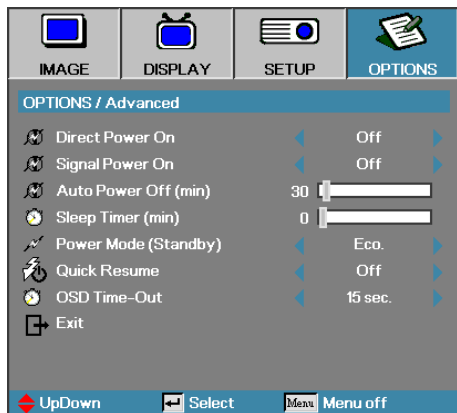 IMAGE DISPLAY SETUP OPTIONS
OPTIONS / Advanced
Direct Power On Off
Signal Power On Off
Auto Power Off (min) 30
Sleep Timer (min) 0
Power Mode (Standby) Eco.
Quick Resume Off
OSD Time-Out 15 sec.
Exit
UpDown Select Menu Menu off